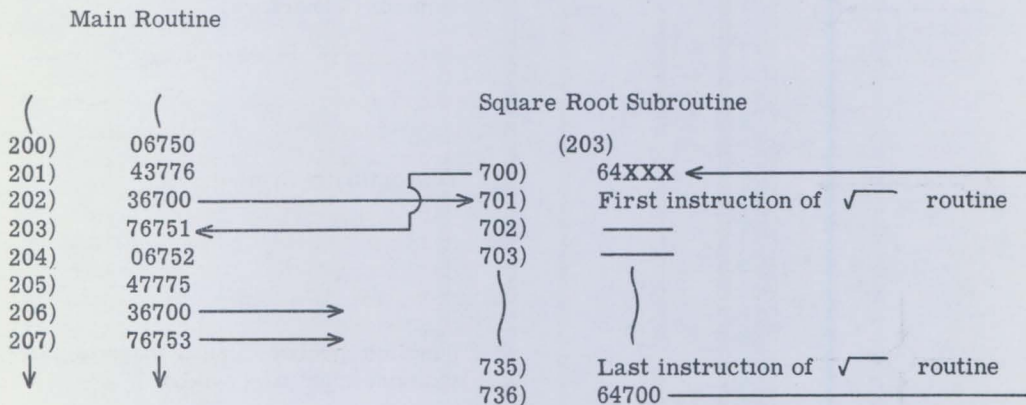 Main Routine
200) 06750
201) 43776
202) 36700
203) 76751
204) 06752
205) 47775
206) 36700
207) 76753
Square Root Subroutine
(203)
700) 64XXX
701) First instruction of √ routine
702)
703)
735) Last instruction of √ routine
736) 64700